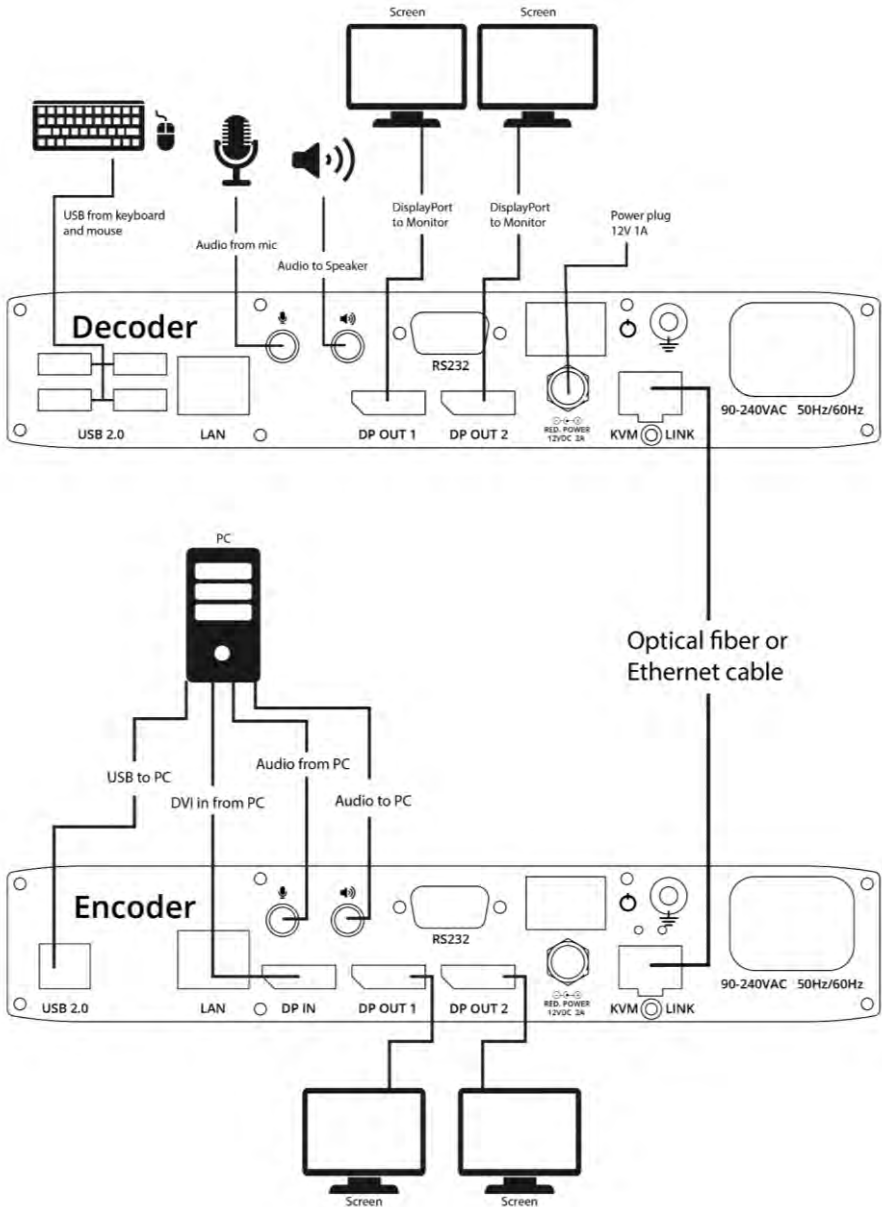 Screen
Screen
USB from keyboard
and mouse
Audio from mic
Audio to Speaker
DisplayPort
to Monitor
DisplayPort
to Monitor
Power plug
12V 1A
Decoder
RS232
90-240VAC 50Hz/60Hz
USB 2.0
LAN
DP OUT 1
DP OUT 2
RED. POWER
12VDC 2A
KVM LINK
PC
Optical fiber or
Ethernet cable
USB to PC
DVI in from PC
Audio from PC
Audio to PC
Encoder
RS232
90-240VAC 50Hz/60Hz
USB 2.0
LAN
DP IN
DP OUT 1
DP OUT 2
RED. POWER
12VDC 2A
KVM LINK
Screen
Screen